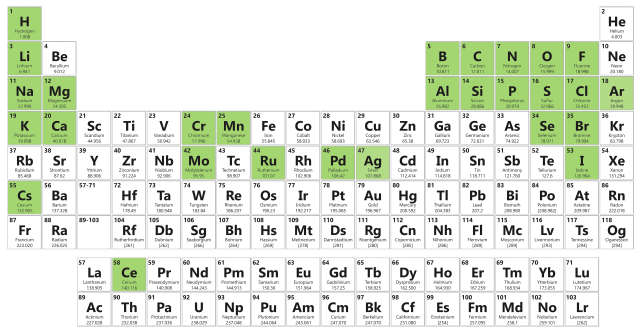 1 2
H He
Hydrogen Helium
1.008 4.003
3 4 5 6 7 8 9 10
Li Be B C N O F Ne
Lithium Beryllium Boron Carbon Nitrogen Oxygen Fluorine Neon
6.941 9.012 10.811 12.011 14.007 15.999 18.998 20.180
11 12 13 14 15 16 17 18
Na Mg Al Si P S Cl Ar
Sodium Magnesium Aluminum Silicon Phosphorus Sulfur Chlorine Argon
22.990 24.305 26.982 28.086 30.974 32.066 35.453 39.948
19 20 21 22 23 24 25 26 27 28 29 30 31 32 33 34 35 36
K Ca Sc Ti V Cr Mn Fe Co Ni Cu Zn Ga Ge As Se Br Kr
Potassium Calcium Scandium Titanium Vanadium Chromium Manganese Iron Cobalt Nickel Copper Zinc Gallium Germanium Arsenic Selenium Bromine Krypton
39.098 40.078 44.956 47.867 50.942 51.996 54.938 55.845 58.933 58.693 63.546 65.38 69.723 72.631 74.922 78.971 79.904 83.798
37 38 39 40 41 42 43 44 45 46 47 48 49 50 51 52 53 54
Rb Sr Y Zr Nb Mo Tc Ru Rh Pd Ag Cd In Sn Sb Te I Xe
Rubidium Strontium Yttrium Zirconium Niobium Molybdenum Technetium Ruthenium Rhodium Palladium Silver Cadmium Indium Tin Antimony Tellurium Iodine Xenon
85.468 87.62 88.906 91.224 92.906 95.95 98.907 101.07 102.906 106.42 107.868 112.414 114.818 118.711 121.760 127.6 126.904 131.294
55 56 57-71 72 73 74 75 76 77 78 79 80 81 82 83 84 85 86
Cs Ba Hf Ta W Re Os Ir Pt Au Hg Tl Pb Bi Po At Rn
Cesium Barium Hafnium Tantalum Tungsten Rhenium Osmium Iridium Platinum Gold Mercury Thallium Lead Bismuth Polonium Astatine Radon
132.905 137.328 178.49 180.948 183.84 186.207 190.23 192.217 195.085 196.967 200.592 204.383 207.2 208.980 [208.982] 209.987 222.018
87 88 89-103 104 105 106 107 108 109 110 111 112 113 114 115 116 117 118
Fr Ra Rf Db Sg Bh Hs Mt Ds Rg Cn Nh Fl Mc Lv Ts Og
Francium Radium Rutherfordium Dubnium Seaborgium Bohrium Hassium Meitnerium Darmstadtium Roentgenium Copernicium Nihonium Flerovium Moscovium Livermorium Tennessine Oganesson
223.020 226.025 [261] [262] [266] [264] [269] [278] [281] [280] [285] [286] [289] [289] [293] [294] [294]
57 58 59 60 61 62 63 64 65 66 67 68 69 70 71
La Ce Pr Nd Pm Sm Eu Gd Tb Dy Ho Er Tm Yb Lu
Lanthanum Cerium Praseodymium Neodymium Promethium Samarium Europium Gadolinium Terbium Dysprosium Holmium Erbium Thulium Ytterbium Lutetium
138.905 140.116 140.908 144.243 144.913 150.36 151.964 157.25 158.925 162.500 164.930 167.259 168.934 173.055 174.967
89 90 91 92 93 94 95 96 97 98 99 100 101 102 103
Ac Th Pa U Np Pu Am Cm Bk Cf Es Fm Md No Lr
Actinium Thorium Protactinium Uranium Neptunium Plutonium Americium Curium Berkelium Californium Einsteinium Fermium Mendelevium Nobelium Lawrencium
227.028 232.038 231.036 238.029 237.048 244.064 243.061 247.070 247.070 251.080 [254] 257.095 258.1 259.101 [262]